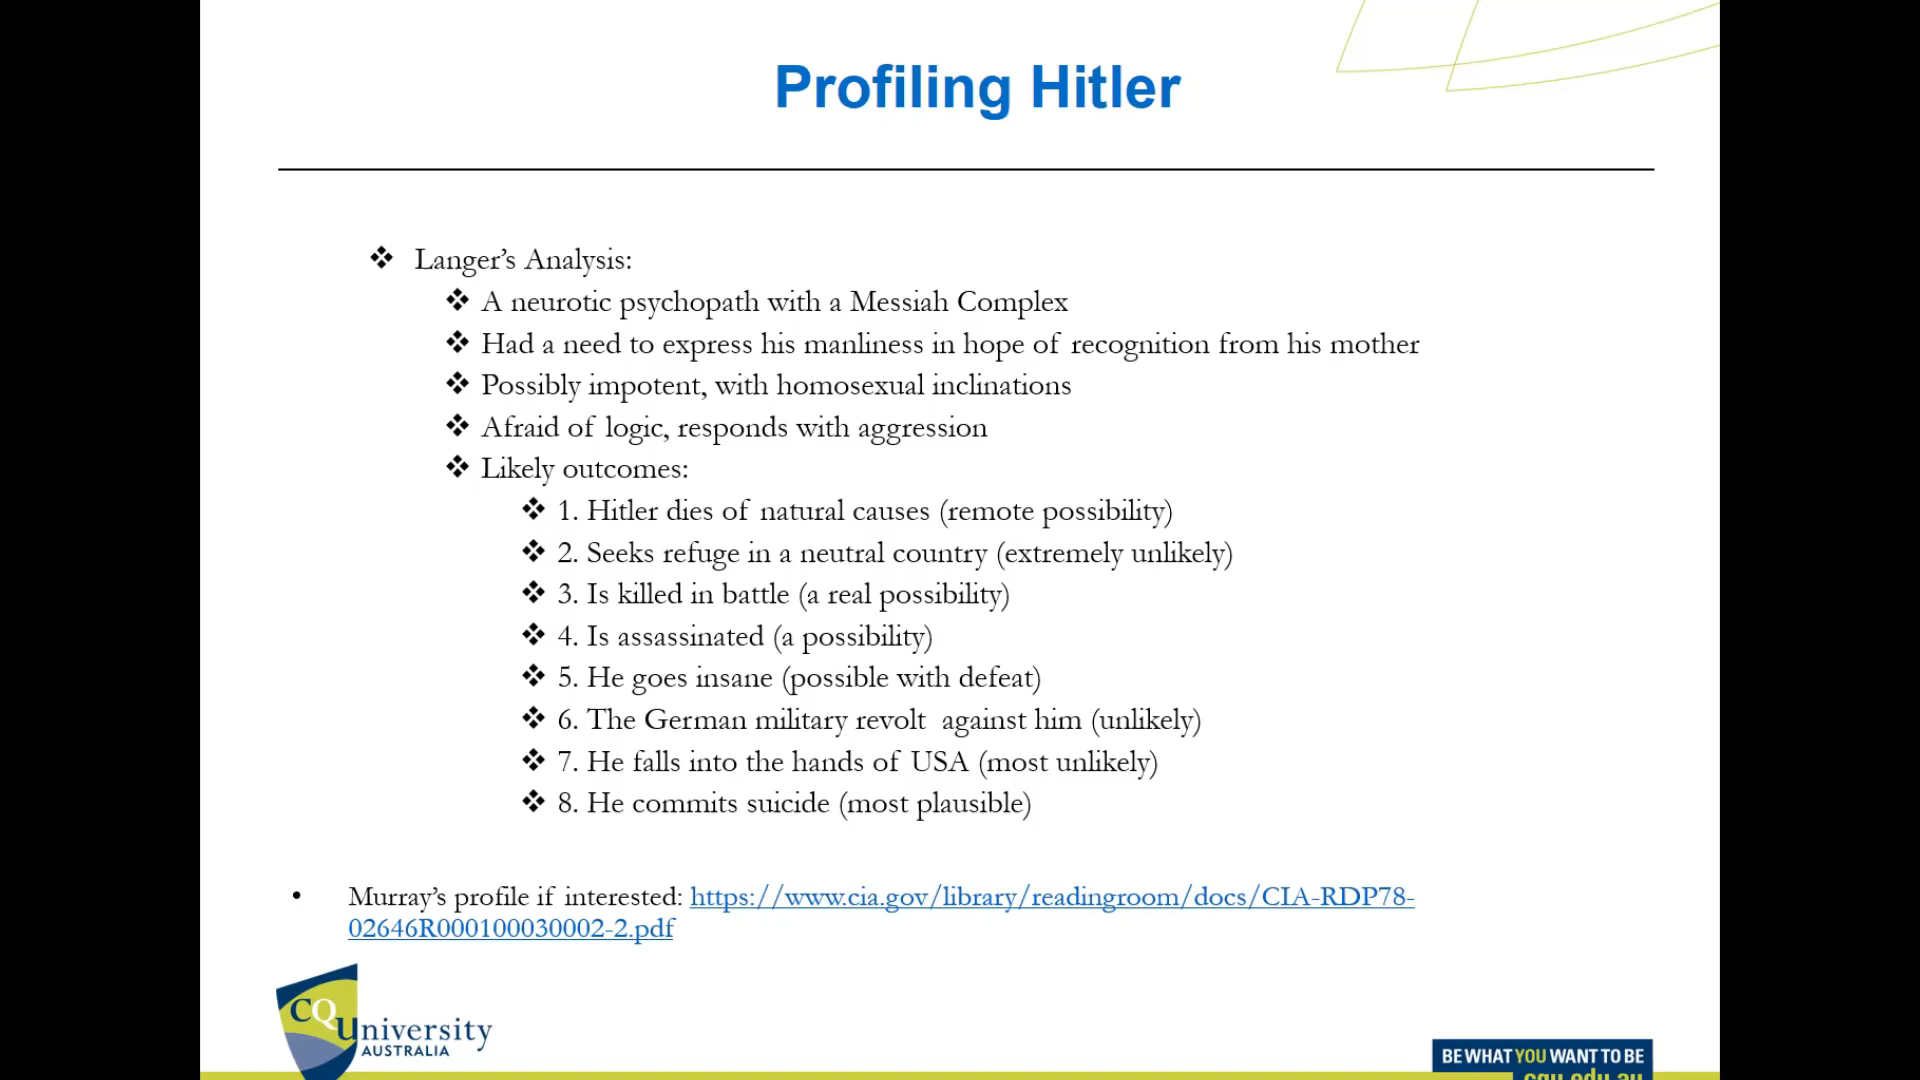 Profiling Hitler
❖ Langer’s Analysis:
❖ A neurotic psychopath with a Messiah Complex
❖ Had a need to express his manliness in hope of recognition from his mother
❖ Possibly impotent, with homosexual inclinations
❖ Afraid of logic, responds with aggression
❖ Likely outcomes:
❖ 1. Hitler dies of natural causes (remote possibility)
❖ 2. Seeks refuge in a neutral country (extremely unlikely)
❖ 3. Is killed in battle (a real possibility)
❖ 4. Is assassinated (a possibility)
❖ 5. He goes insane (possible with defeat)
❖ 6. The German military revolt against him (unlikely)
❖ 7. He falls into the hands of USA (most unlikely)
❖ 8. He commits suicide (most plausible)
• Murray’s profile if interested: https://www.cia.gov/library/readingroom/docs/CIA-RDP78-
02646R000100030002-2.pdf
CQUniversity
AUSTRALIA
BE WHAT YOU WANT TO BE
cqu.edu.au